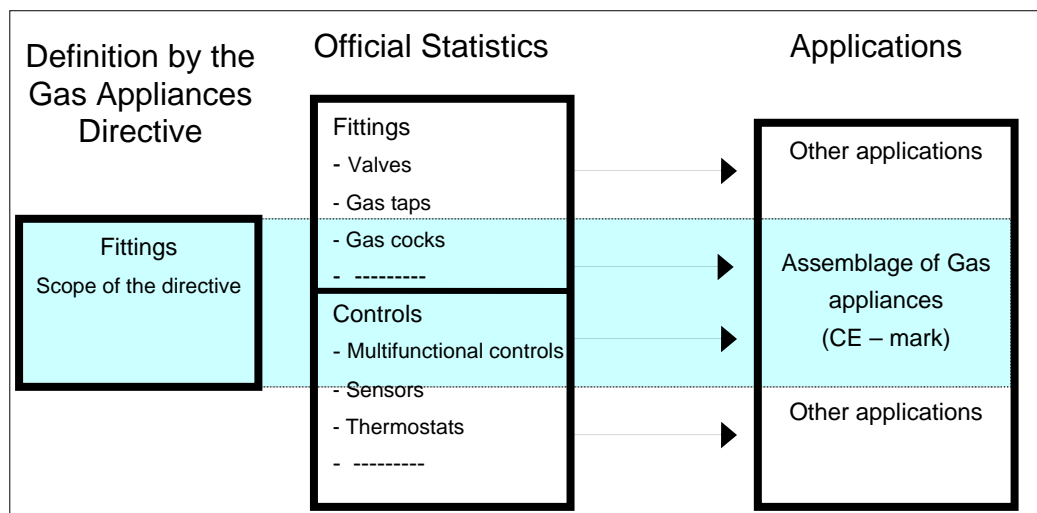 Definition by the
Gas Appliances
Directive
Official Statistics
Applications
Fittings
Scope of the directive
Fittings
- Valves
- Gas taps
- Gas cocks
- ---------
Controls
- Multifunctional controls
- Sensors
- Thermostats
- ---------
Other applications
Assemblage of Gas
appliances
(CE – mark)
Other applications